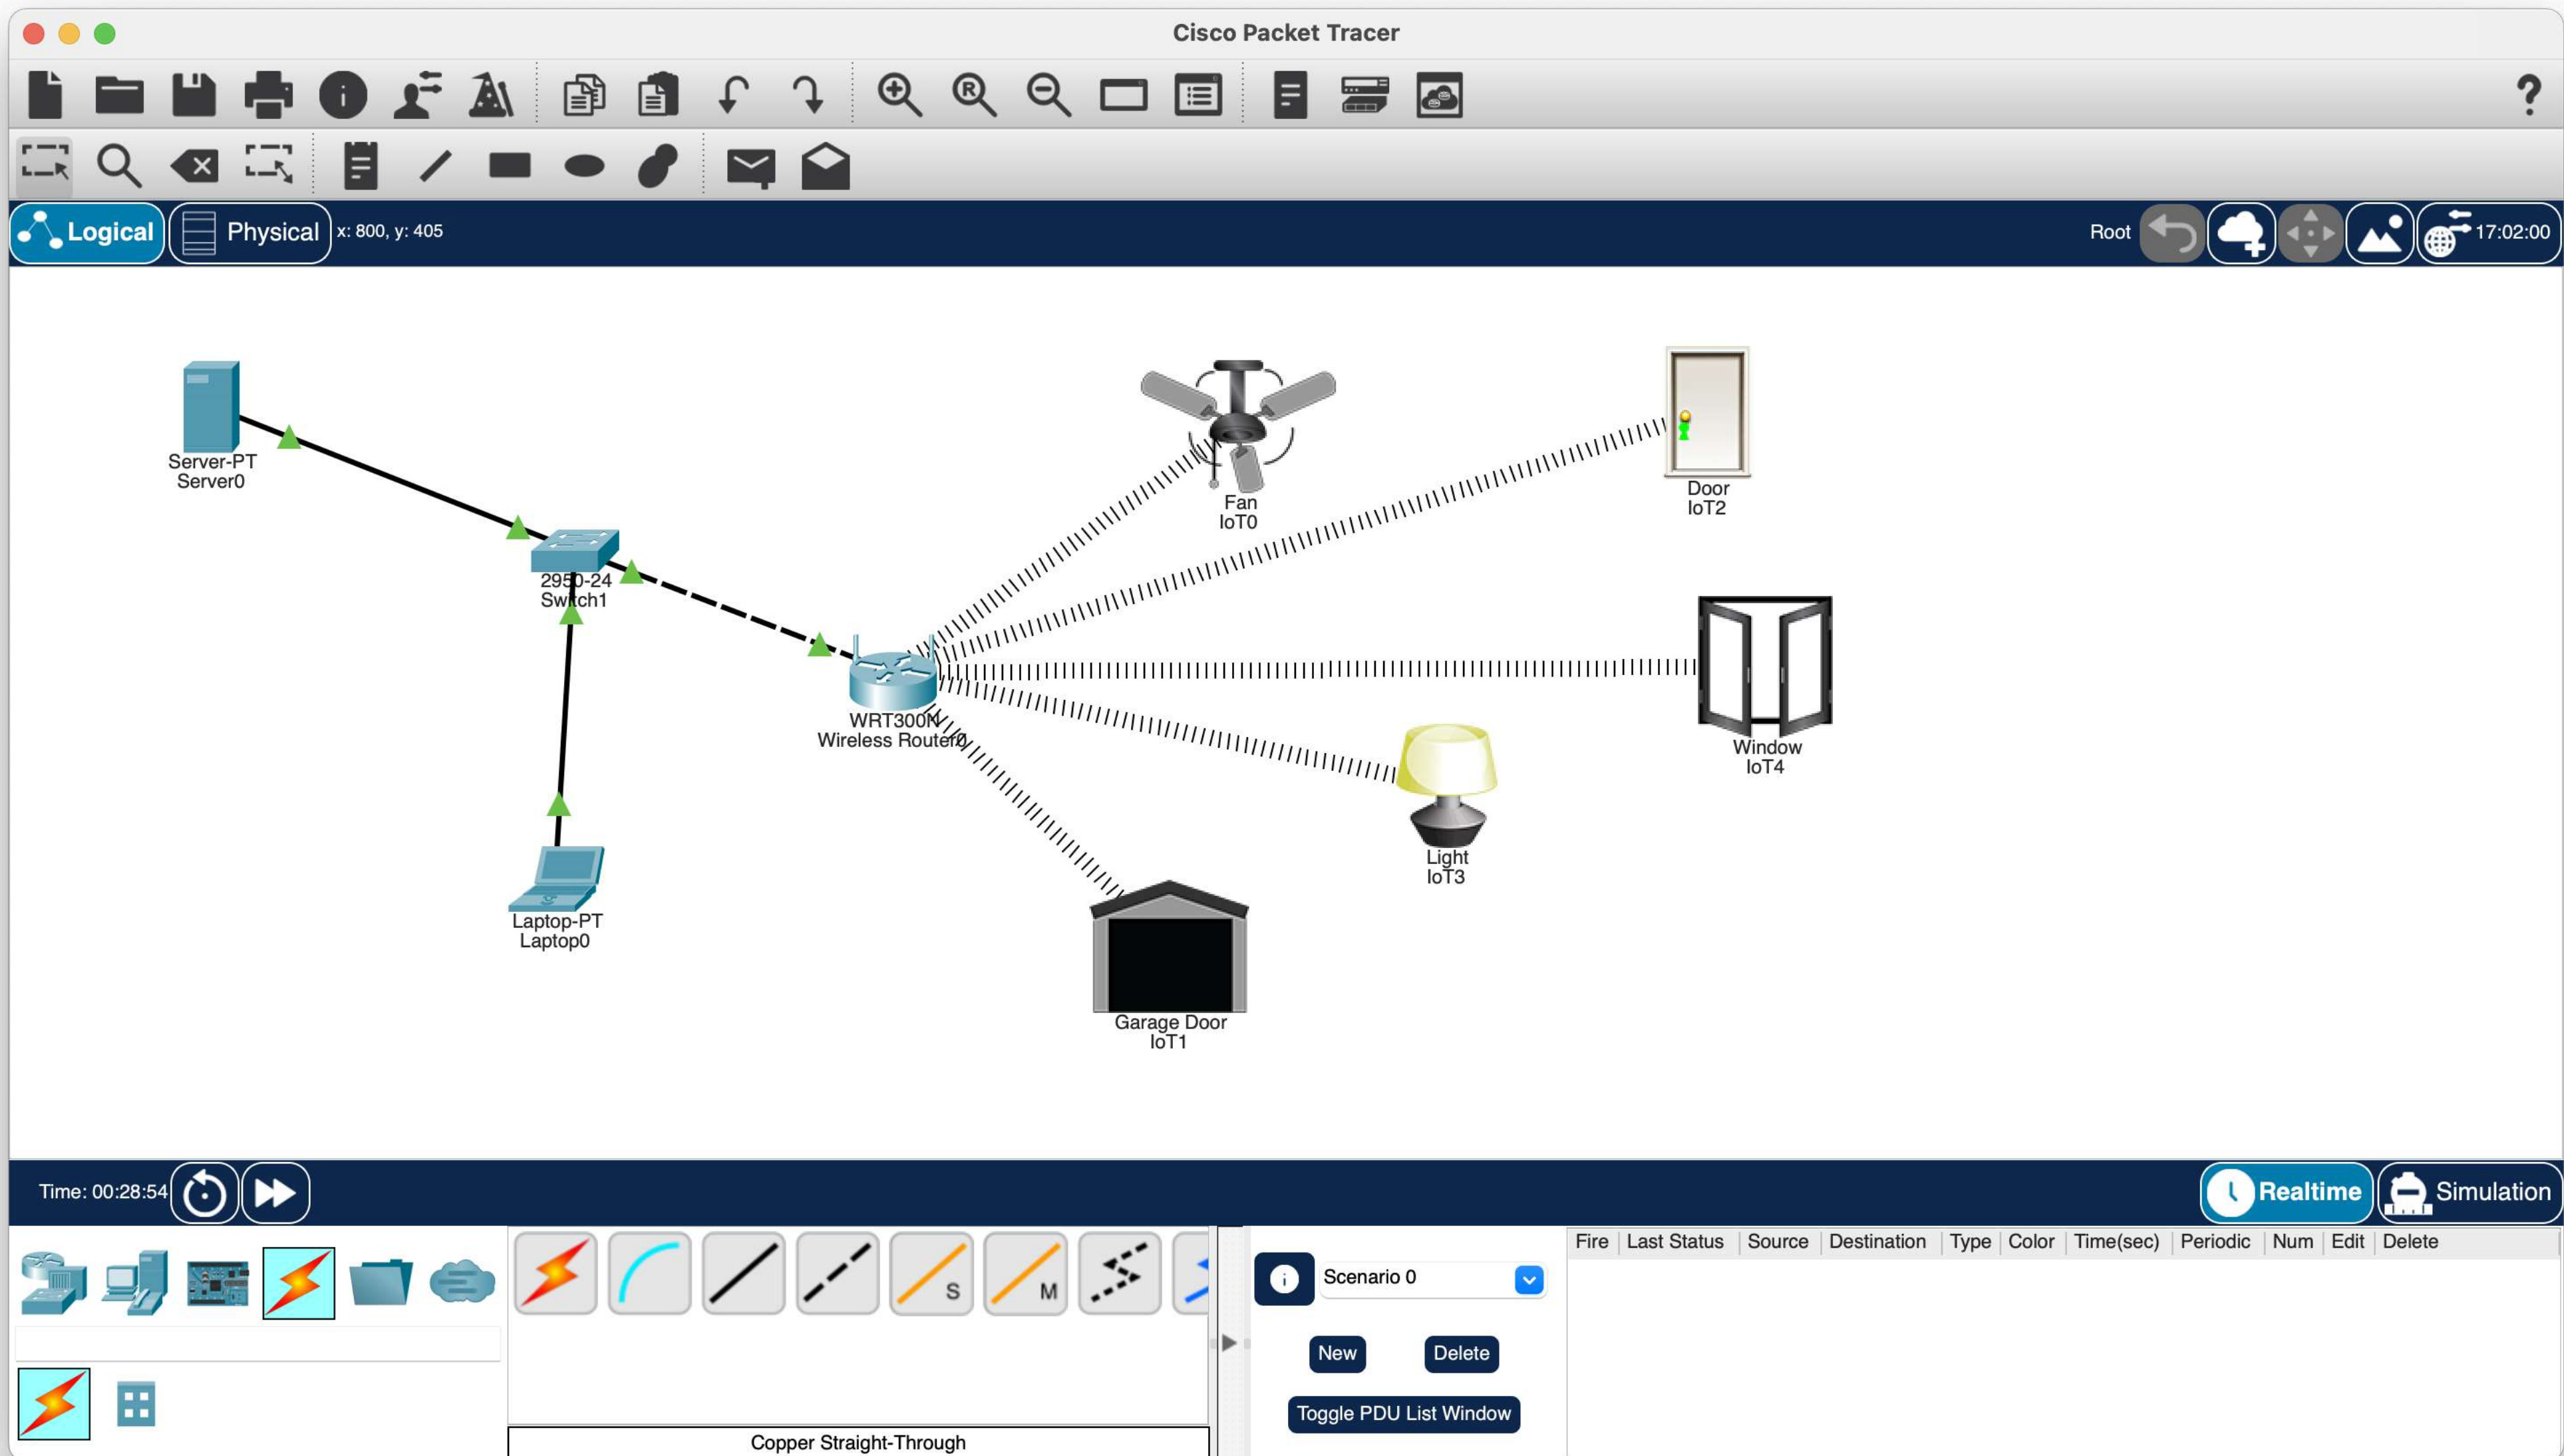 Cisco Packet Tracer
Logical
Physical
x: 800, y: 405
Root
17:02:00
Server-PT
Server0
2950-24
Switch1
Laptop-PT
Laptop0
WRT300N
Wireless Router0
Fan
IoT0
Door
IoT2
Window
IoT4
Light
IoT3
Garage Door
IoT1
Time: 00:28:54
Realtime
Simulation
S
M
Copper Straight-Through
Scenario 0
New
Delete
Toggle PDU List Window
Fire Last Status Source Destination Type Color Time(sec) Periodic Num Edit Delete